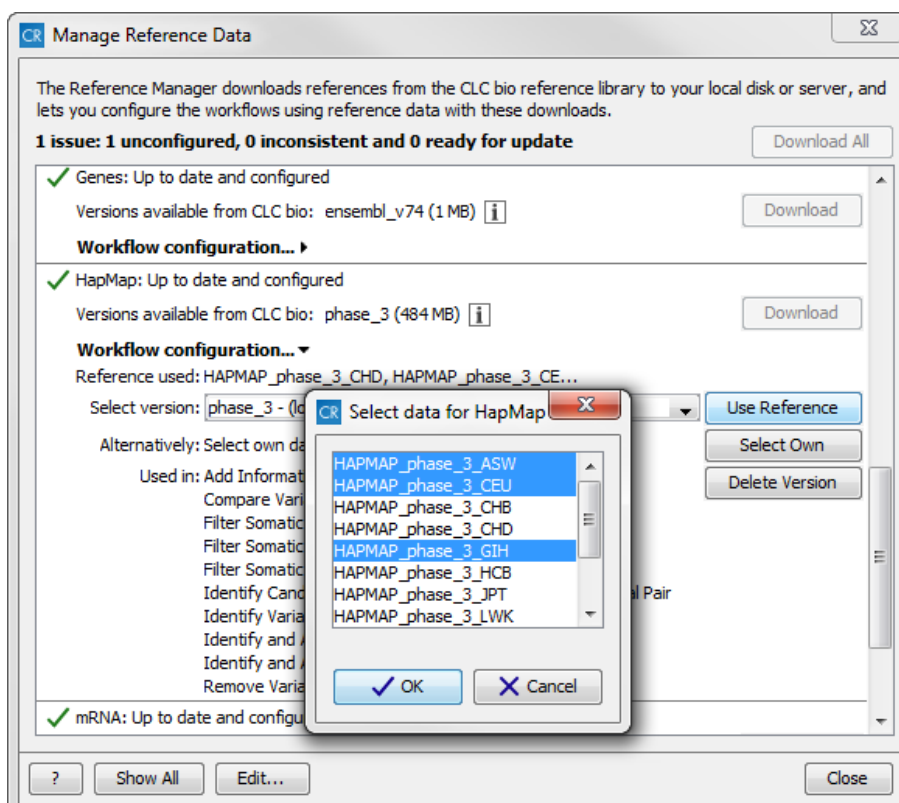 CR Manage Reference Data
The Reference Manager downloads references from the CLC bio reference library to your local disk or server, and
lets you configure the workflows using reference data with these downloads.
1 issue: 1 unconfigured, 0 inconsistent and 0 ready for update
Download All
Genes: Up to date and configured
Versions available from CLC bio: ensembl_v74 (1 MB) i
Download
Workflow configuration...
HapMap: Up to date and configured
Versions available from CLC bio: phase_3 (484 MB) i
Download
Workflow configuration...
Reference used: HAPMAP_phase_3_CHD, HAPMAP_phase_3_CE...
Select version: phase_3 - (lo
Use Reference
Alternatively: Select own da
Select Own
Used in: Add Informat
Delete Version
Compare Vari
Filter Somatic
Filter Somatic
Filter Somatic
Identify Cand
al Pair
Identify Varia
Identify and A
Identify and A
Remove Varia
mRNA: Up to date and configu
CR Select data for HapMap
HAPMAP_phase_3_ASW
HAPMAP_phase_3_CEU
HAPMAP_phase_3_CHB
HAPMAP_phase_3_CHD
HAPMAP_phase_3_GIH
HAPMAP_phase_3_HCB
HAPMAP_phase_3_JPT
HAPMAP_phase_3_LWK
OK
Cancel
?
Show All
Edit...
Close